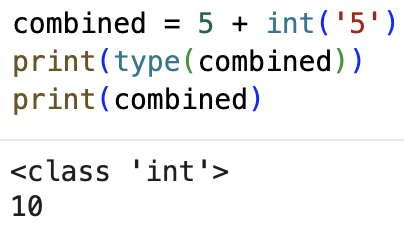 combined = 5 + int('5')
print(type(combined))
print(combined)
<class 'int'>
10